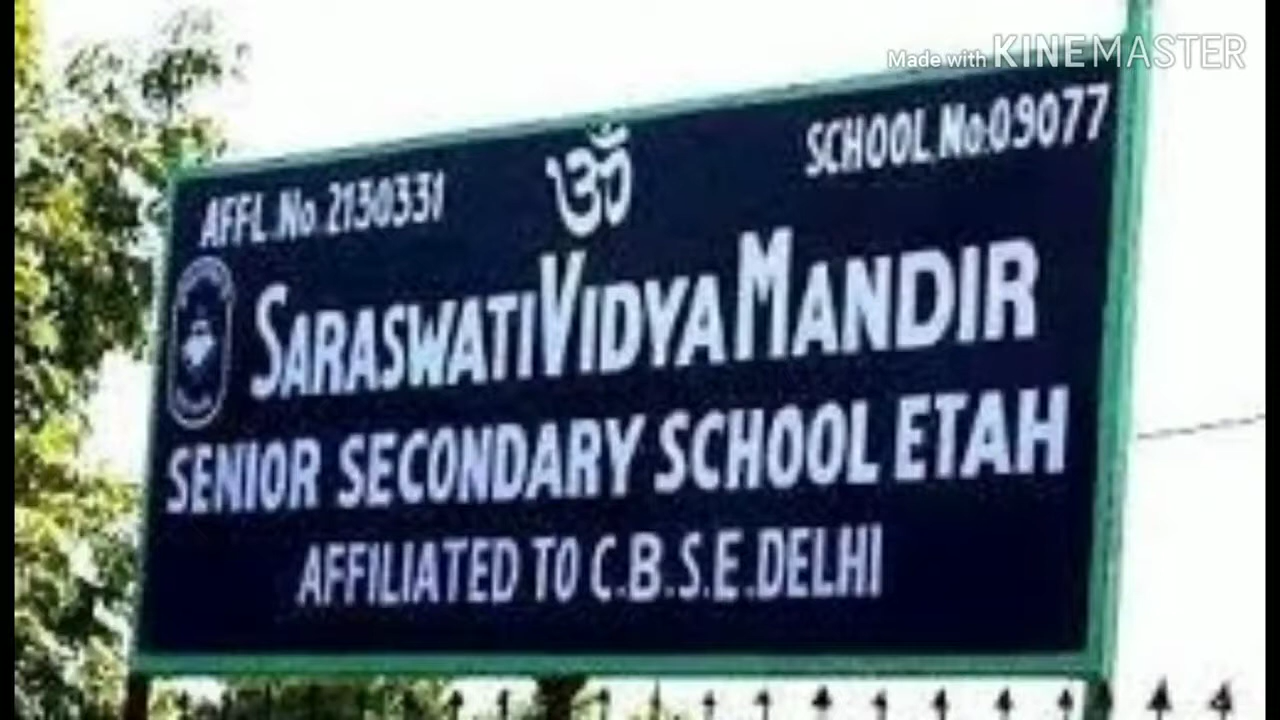 Made with KINEMASTER
AFFL.No.2130331
ॐ
SCHOOL.No.09077
SARASWATI VIDYA MANDIR
SENIOR SECONDARY SCHOOL ETAH
AFFILIATED TO C.B.S.E.DELHI